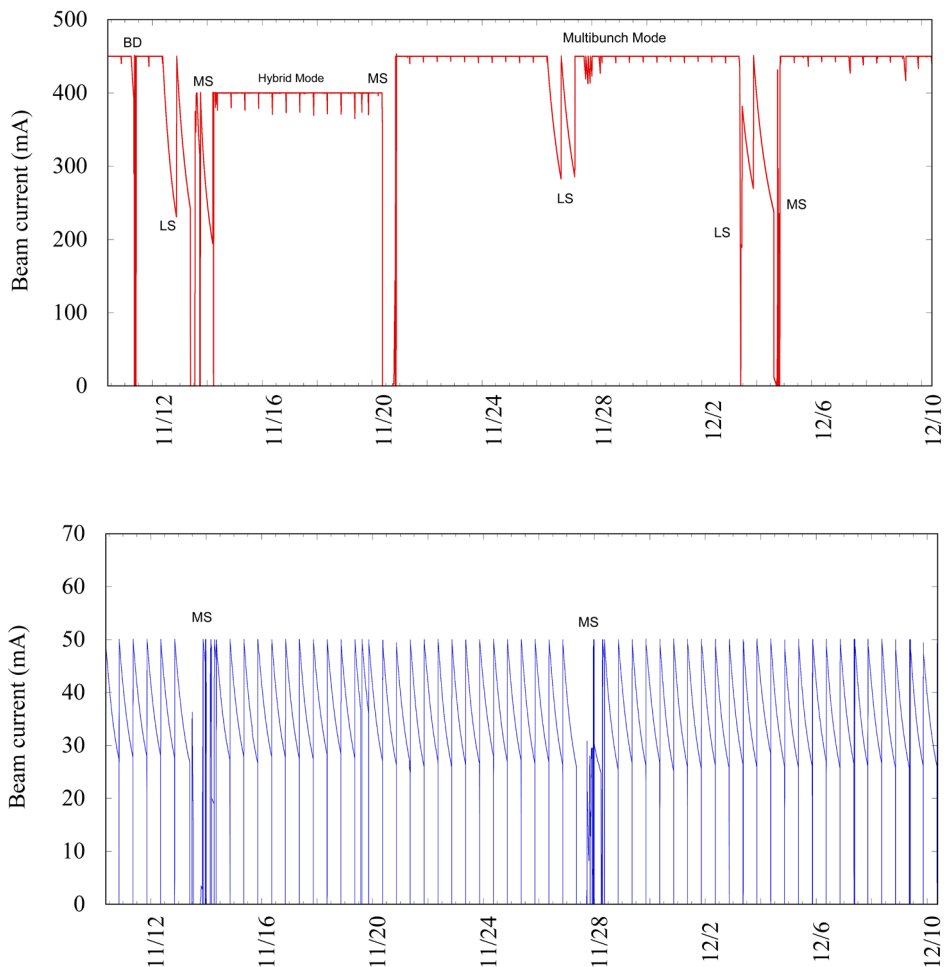 500
BD
Multibunch Mode
MS
Hybrid Mode
MS
400
300
LS
LS
LS
MS
200
100
0
Beam current (mA)
11/12
11/16
11/20
11/24
11/28
12/2
12/6
12/10
70
60
MS
MS
50
40
30
20
10
0
Beam current (mA)
11/12
11/16
11/20
11/24
11/28
12/2
12/6
12/10